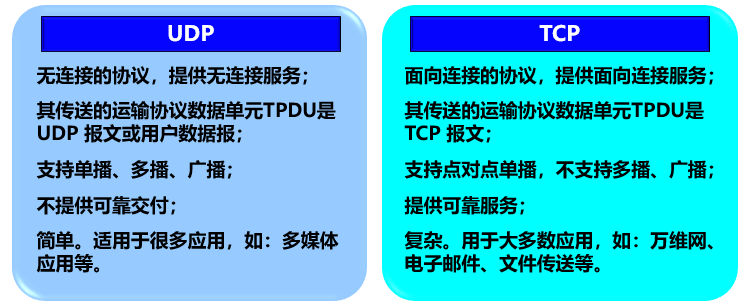 UDP
无连接的协议，提供无连接服务；
其传送的运输协议数据单元TPDU是
UDP 报文或用户数据报；
支持单播、多播、广播；
不提供可靠交付；
简单。适用于很多应用，如：多媒体
应用等。
TCP
面向连接的协议，提供面向连接服务；
其传送的运输协议数据单元TPDU是
TCP 报文；
支持点对点单播，不支持多播、广播；
提供可靠服务；
复杂。用于大多数应用，如：万维网、
电子邮件、文件传送等。